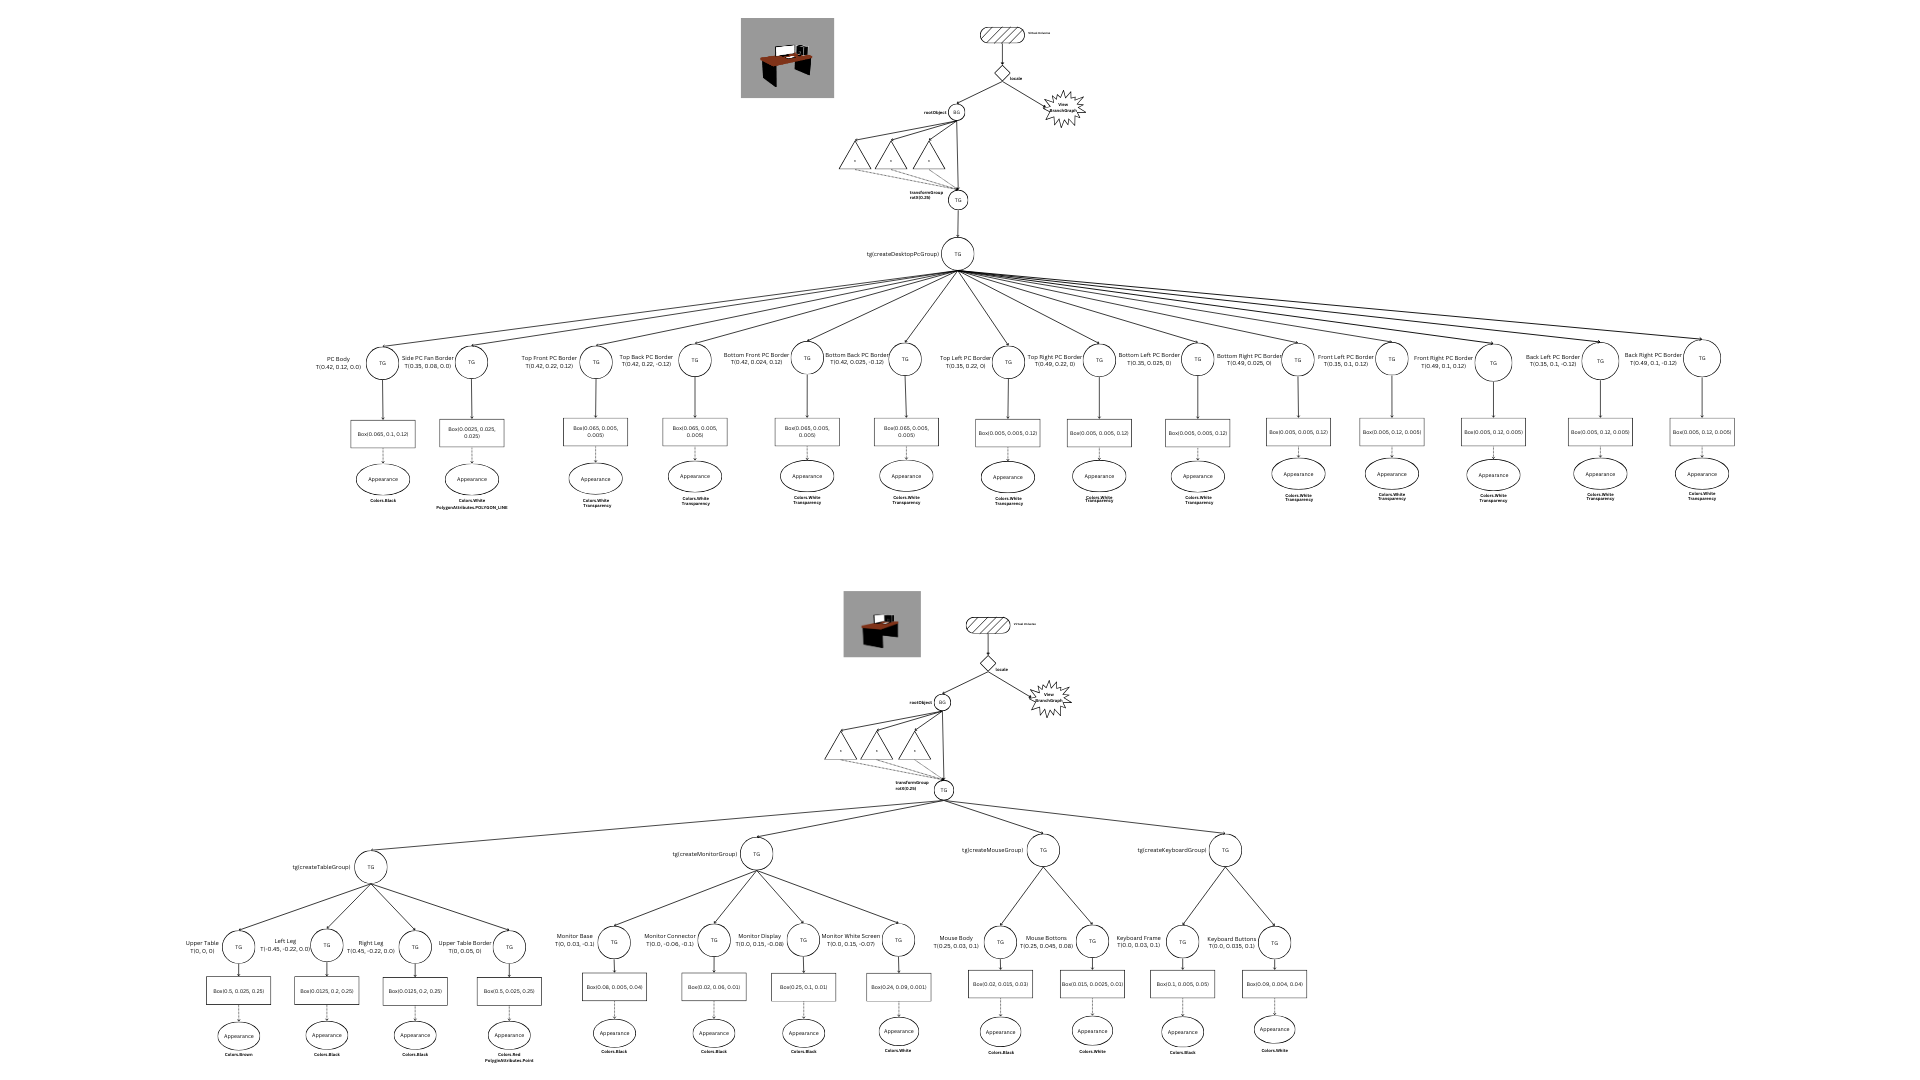 Virtual Universe
locale
View
BranchGraph
rootObject
BG
transformGroup
rotX(0.25)
TG
tg(createDesktopPcGroup)
TG
PC Body
T(0.42, 0.12, 0.0)
TG
Side PC Fan Border
T(0.35, 0.08, 0.0)
TG
Top Front PC Border
T(0.42, 0.22, 0.12)
TG
Top Back PC Border
T(0.42, 0.22, -0.12)
TG
Bottom Front PC Border
T(0.42, 0.024, 0.12)
TG
Bottom Back PC Border
T(0.42, 0.025, -0.12)
TG
Top Left PC Border
T(0.35, 0.22, 0)
TG
Top Right PC Border
T(0.49, 0.22, 0)
TG
Bottom Left PC Border
T(0.35, 0.025, 0)
TG
Bottom Right PC Border
T(0.49, 0.025, 0)
TG
Front Left PC Border
T(0.35, 0.1, 0.12)
TG
Front Right PC Border
T(0.49, 0.1, 0.12)
TG
Back Left PC Border
T(0.35, 0.1, -0.12)
TG
Back Right PC Border
T(0.49, 0.1, -0.12)
TG
Box(0.065, 0.1, 0.12)
Box(0.0025, 0.025,
0.025)
Box(0.065, 0.005,
0.005)
Box(0.065, 0.005,
0.005)
Box(0.065, 0.005,
0.005)
Box(0.065, 0.005,
0.005)
Box(0.005, 0.005, 0.12)
Box(0.005, 0.005, 0.12)
Box(0.005, 0.005, 0.12)
Box(0.005, 0.005, 0.12)
Box(0.005, 0.12, 0.005)
Box(0.005, 0.12, 0.005)
Box(0.005, 0.12, 0.005)
Box(0.005, 0.12, 0.005)
Appearance
Colors.Black
Appearance
Colors.White
PolygonAttributes.POLYGON_LINE
Appearance
Colors.White
Transparency
Appearance
Colors.White
Transparency
Appearance
Colors.White
Transparency
Appearance
Colors.White
Transparency
Appearance
Colors.White
Transparency
Appearance
Colors.White
Transparency
Appearance
Colors.White
Transparency
Appearance
Colors.White
Transparency
Appearance
Colors.White
Transparency
Appearance
Colors.White
Transparency
Appearance
Colors.White
Transparency
Appearance
Colors.White
Transparency
Virtual Universe
locale
View
BranchGraph
rootObject
BG
transformGroup
rotX(0.25)
TG
tg(createTableGroup)
TG
tg(createMonitorGroup)
TG
tg(createMouseGroup)
TG
tg(createKeyboardGroup)
TG
Upper Table
T(0, 0, 0)
TG
Left Leg
T(-0.45, -0.22, 0.0)
TG
Right Leg
T(0.45, -0.22, 0.0)
TG
Upper Table Border
T(0, 0.05, 0)
TG
Monitor Base
T(0, 0.03, -0.1)
TG
Monitor Connector
T(0.0, -0.06, -0.1)
TG
Monitor Display
T(0.0, 0.15, -0.08)
TG
Monitor White Screen
T(0.0, 0.15, -0.07)
TG
Mouse Body
T(0.25, 0.03, 0.1)
TG
Mouse Bottons
T(0.25, 0.045, 0.08)
TG
Keyboard Frame
T(0.0, 0.03, 0.1)
TG
Keyboard Buttons
T(0.0, 0.035, 0.1)
TG
Box(0.5, 0.025, 0.25)
Box(0.0125, 0.2, 0.25)
Box(0.0125, 0.2, 0.25)
Box(0.5, 0.025, 0.25)
Box(0.08, 0.005, 0.04)
Box(0.02, 0.06, 0.01)
Box(0.25, 0.1, 0.01)
Box(0.24, 0.09, 0.001)
Box(0.02, 0.015, 0.03)
Box(0.015, 0.0025, 0.01)
Box(0.1, 0.005, 0.05)
Box(0.09, 0.004, 0.04)
Appearance
Colors.Brown
Appearance
Colors.Black
Appearance
Colors.Black
Appearance
Colors.Red
PolyginAttributes.Point
Appearance
Colors.Black
Appearance
Colors.Black
Appearance
Colors.Black
Appearance
Colors.White
Appearance
Colors.Black
Appearance
Colors.White
Appearance
Colors.Black
Appearance
Colors.White